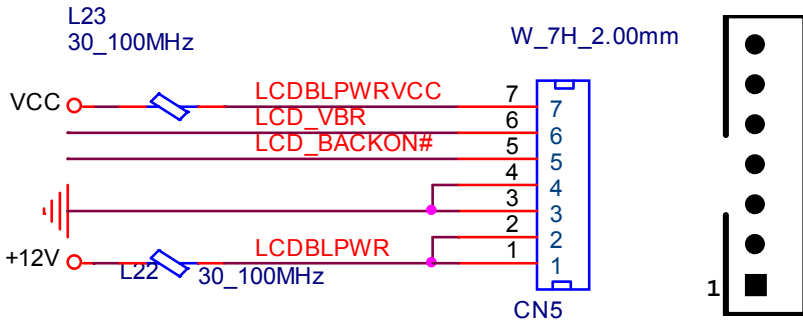 L23
30_100MHz
W_7H_2.00mm
VCC
LCDBLPWRVCC
7
7
LCD_VBR
6
6
LCD_BACKON#
5
5
4
4
3
3
2
2
+12V
LCDBLPWR
1
1
L22
30_100MHz
CN5
1